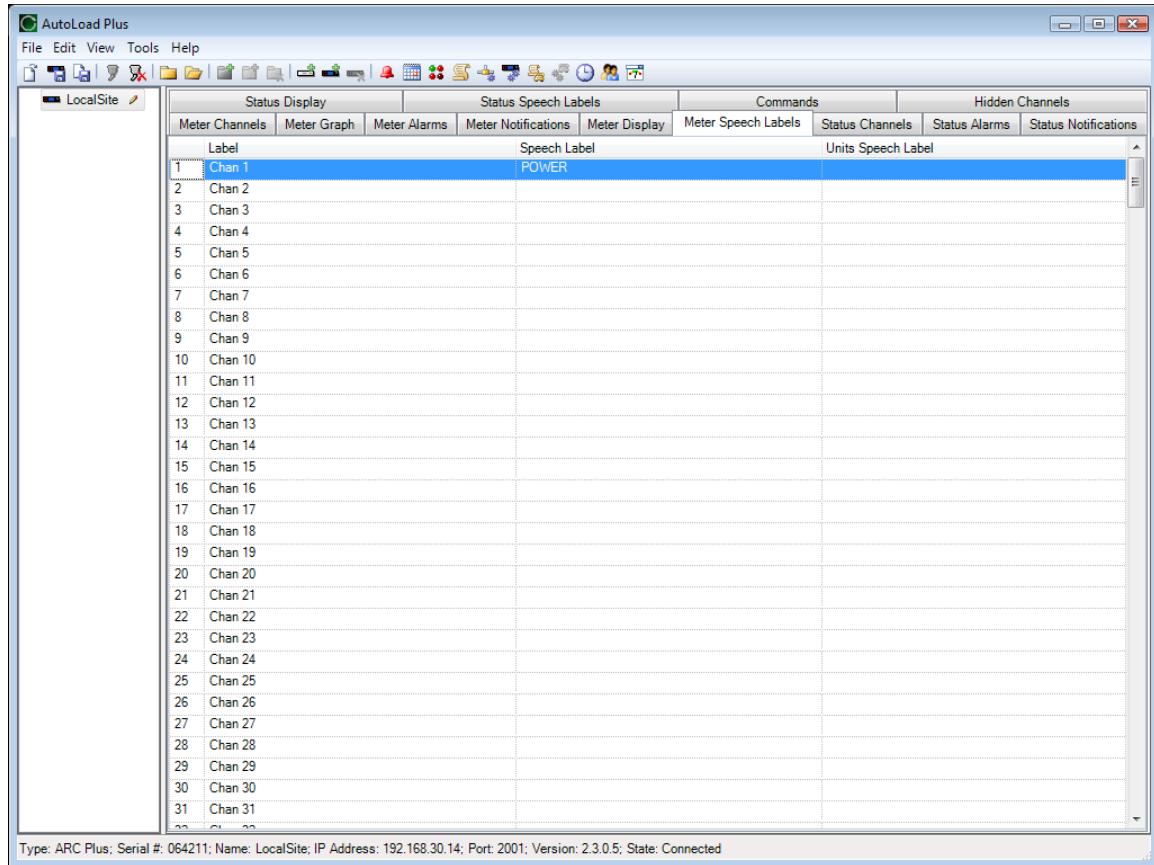 AutoLoad Plus
File Edit View Tools Help
LocalSite
Status Display Status Speech Labels Commands Hidden Channels
Meter Channels Meter Graph Meter Alarms Meter Notifications Meter Display Meter Speech Labels Status Channels Status Alarms Status Notifications
Label Speech Label Units Speech Label
1 Chan 1 POWER
2 Chan 2
3 Chan 3
4 Chan 4
5 Chan 5
6 Chan 6
7 Chan 7
8 Chan 8
9 Chan 9
10 Chan 10
11 Chan 11
12 Chan 12
13 Chan 13
14 Chan 14
15 Chan 15
16 Chan 16
17 Chan 17
18 Chan 18
19 Chan 19
20 Chan 20
21 Chan 21
22 Chan 22
23 Chan 23
24 Chan 24
25 Chan 25
26 Chan 26
27 Chan 27
28 Chan 28
29 Chan 29
30 Chan 30
31 Chan 31
Type: ARC Plus; Serial #: 064211; Name: LocalSite; IP Address: 192.168.30.14; Port: 2001; Version: 2.3.0.5; State: Connected